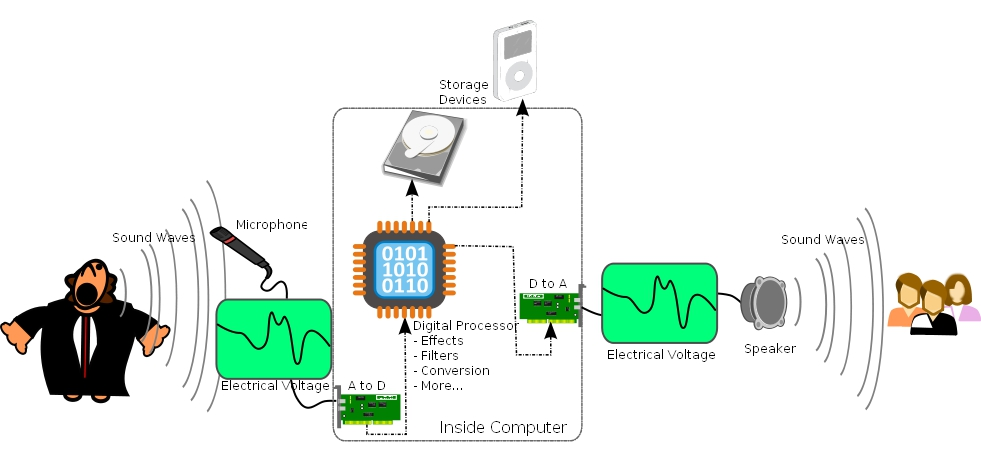 Storage
Devices
Microphone
Sound Waves
Sound Waves
0101
1010
0110
D to A
Digital Processor
- Effects
- Filters
- Conversion
- More...
Electrical Voltage
Speaker
Electrical Voltage
A to D
Inside Computer